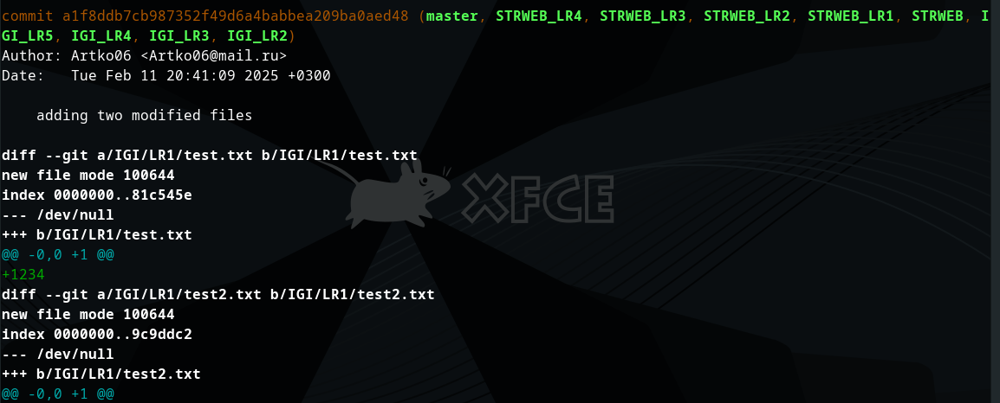 commit a1f8ddb7cb987352f49d6a4babbea209ba0aed48 (master, STRWEB_LR4, STRWEB_LR3, STRWEB_LR2, STRWEB_LR1, STRWEB, I
GI_LR5, IGI_LR4, IGI_LR3, IGI_LR2)
Author: Artko06 <Artko06@mail.ru>
Date:   Tue Feb 11 20:41:09 2025 +0300
    adding two modified files
diff --git a/IGI/LR1/test.txt b/IGI/LR1/test.txt
new file mode 100644
index 0000000..81c545e
--- /dev/null
+++ b/IGI/LR1/test.txt
XFCE
@@ -0,0 +1 @@
+1234
diff --git a/IGI/LR1/test2.txt b/IGI/LR1/test2.txt
new file mode 100644
index 0000000..9c9ddc2
--- /dev/null
+++ b/IGI/LR1/test2.txt
@@ -0,0 +1 @@